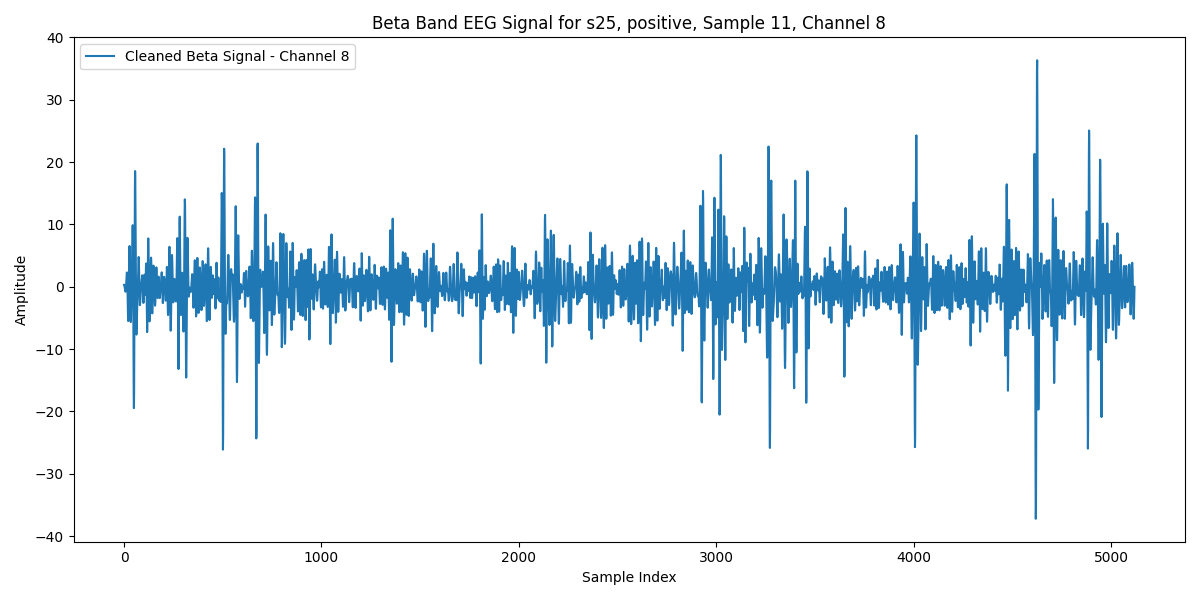 Beta Band EEG Signal for s25, positive, Sample 11, Channel 8
Cleaned Beta Signal - Channel 8
Amplitude
40
30
20
10
0
−10
−20
−30
−40
0 1000 2000 3000 4000 5000
Sample Index